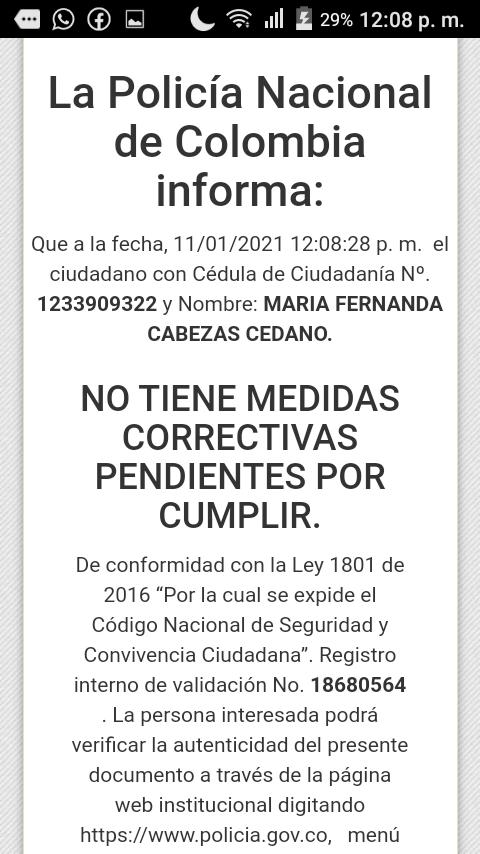 29% 12:08 p. m.
La Policía Nacional
de Colombia
informa:
Que a la fecha, 11/01/2021 12:08:28 p. m. el
ciudadano con Cédula de Ciudadanía Nº.
1233909322 y Nombre: MARIA FERNANDA
CABEZAS CEDANO.
NO TIENE MEDIDAS
CORRECTIVAS
PENDIENTES POR
CUMPLIR.
De conformidad con la Ley 1801 de
2016 “Por la cual se expide el
Código Nacional de Seguridad y
Convivencia Ciudadana”. Registro
interno de validación No. 18680564
. La persona interesada podrá
verificar la autenticidad del presente
documento a través de la página
web institucional digitando
https://www.policia.gov.co, menú